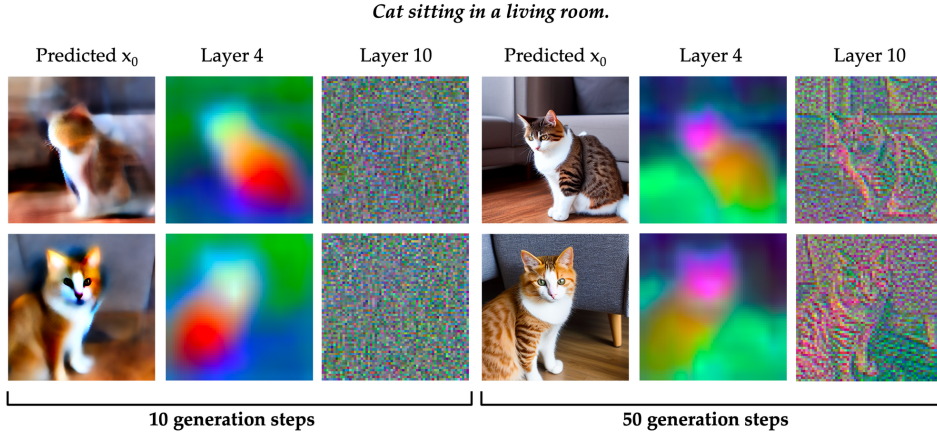 Cat sitting in a living room.
Predicted x₀ Layer 4 Layer 10 Predicted x₀ Layer 4 Layer 10
10 generation steps 50 generation steps